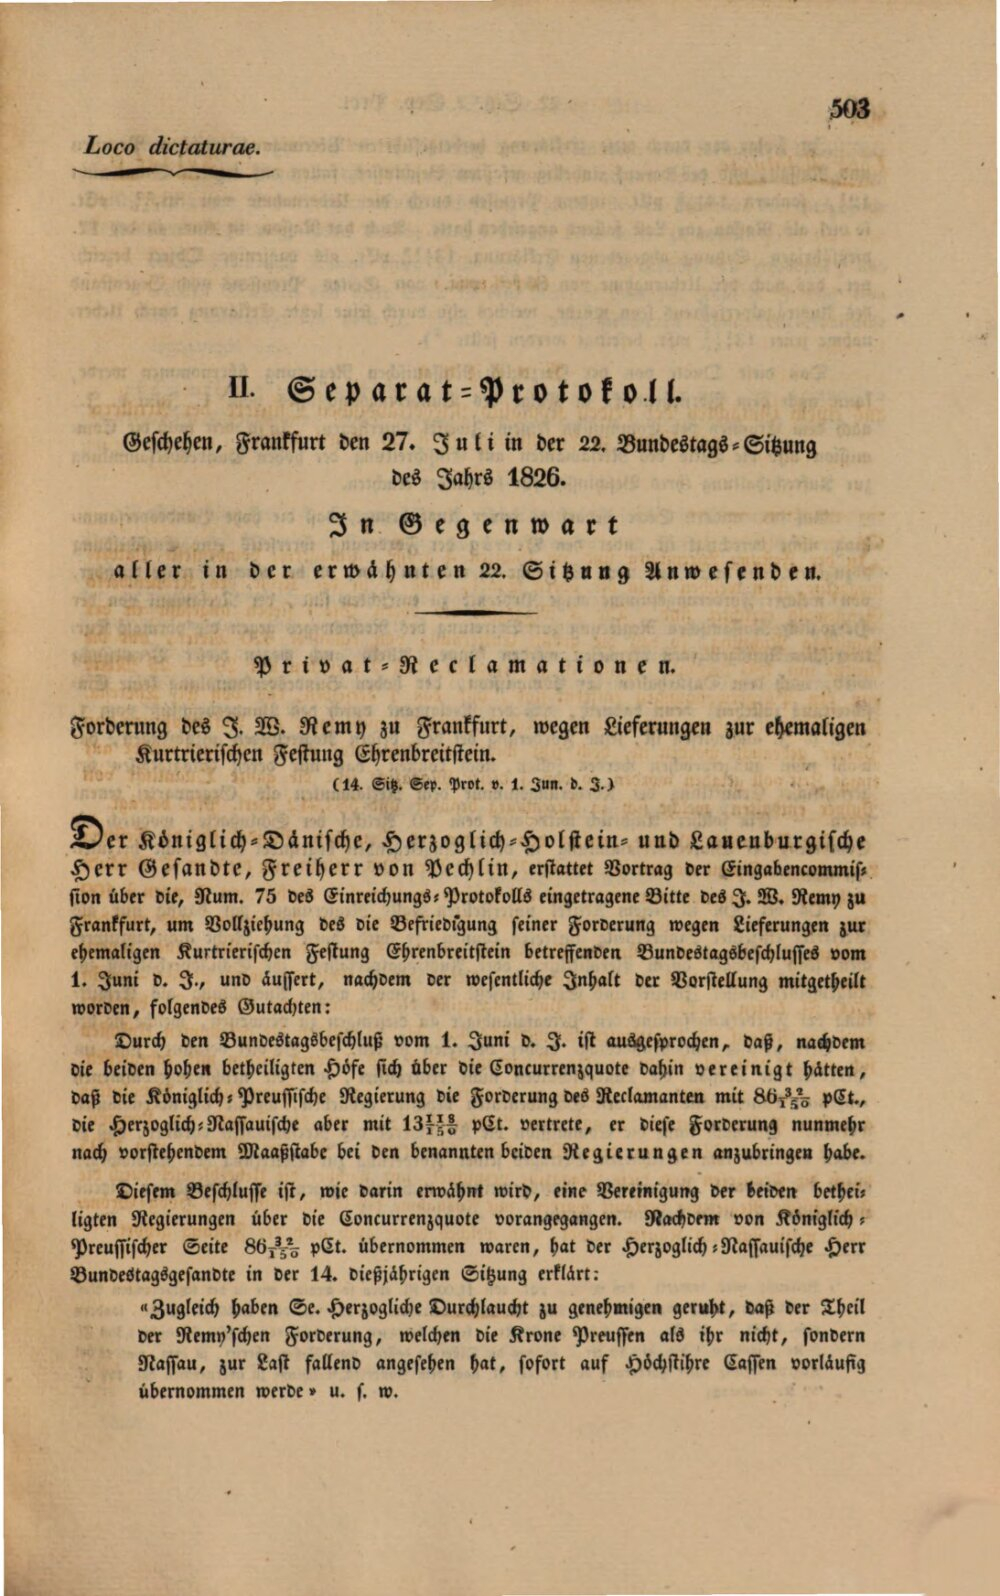 503
Loco dictaturae.
II. Separat-Protokoll.
Geschehen, Frankfurt den 27. Juli in der 22. Bundestags-Sitzung
des Jahrs 1826.
In Gegenwart
aller in der erwähnten 22. Sitzung Anwesenden.
Privat-Reclamationen.
Forderung des J. W. Remy zu Frankfurt, wegen Lieferungen zur ehemaligen
Kurtrierischen Festung Ehrenbreitstein.
(14. Sitz. Sep. Prot. v. 1. Jun. d. J.)
Der Königlich-Dänische, Herzoglich-Holstein- und Lauenburgische
Herr Gesandte, Freiherr von Pechlin, erstattet Vortrag der Eingabencommis-
sion über die, Num. 75 des Einreichungs-Protokolls eingetragene Bitte des J. W. Remy zu
Frankfurt, um Vollziehung des die Befriedigung seiner Forderung wegen Lieferungen zur
ehemaligen Kurtrierischen Festung Ehrenbreitstein betreffenden Bundestagsbeschlusses vom
1. Juni d. J., und äussert, nachdem der wesentliche Inhalt der Vorstellung mitgetheilt
worden, folgendes Gutachten:
Durch den Bundestagsbeschluß vom 1. Juni d. J. ist ausgesprochen, daß, nachdem
die beiden hohen betheiligten Höfe sich über die Concurrenzquote dahin vereinigt hätten,
daß die Königlich-Preussische Regierung die Forderung des Reclamanten mit 86 32/150 pCt.,
die Herzoglich-Nassauische aber mit 13 118/150 pCt. vertrete, er diese Forderung nunmehr
nach vorstehendem Maaßstabe bei den benannten beiden Regierungen anzubringen habe.
Diesem Beschlusse ist, wie darin erwähnt wird, eine Vereinigung der beiden bethei-
ligten Regierungen über die Concurrenzquote vorangegangen. Nachdem von Königlich-
Preussischer Seite 86 32/150 pCt. übernommen waren, hat der Herzoglich-Nassauische Herr
Bundestagsgesandte in der 14. dießjährigen Sitzung erklärt:
«Zugleich haben Se. Herzogliche Durchlaucht zu genehmigen geruht, daß der Theil
der Remy'schen Forderung, welchen die Krone Preussen als ihr nicht, sondern
Nassau, zur Last fallend angesehen hat, sofort auf Höchstihre Cassen vorläufig
übernommen werde» u. s. w.